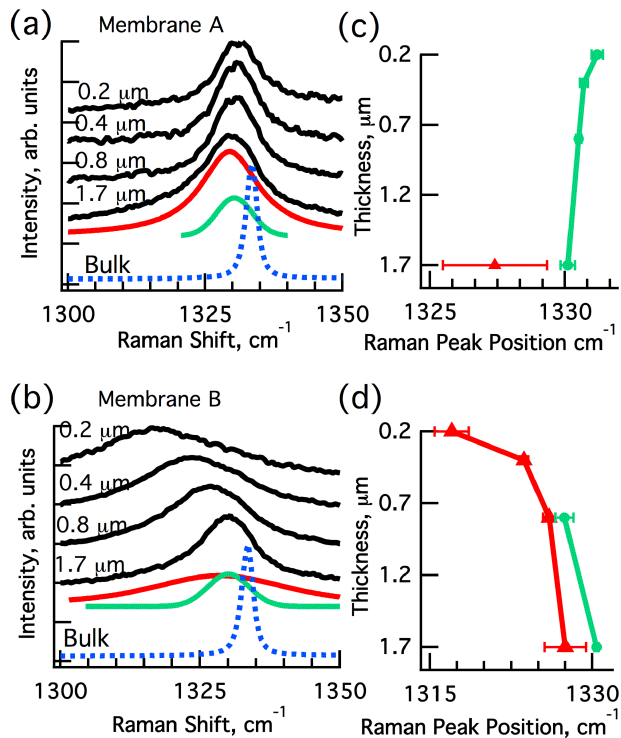 (a)
Membrane A
Intensity, arb. units
0.2 μm
0.4 μm
0.8 μm
1.7 μm
Bulk
1300
1325
1350
Raman Shift, cm-1
(c)
Thickness, μm
0.2
0.7
1.2
1.7
1325
1330
Raman Peak Position cm-1
(b)
Membrane B
Intensity, arb. units
0.2 μm
0.4 μm
0.8 μm
1.7 μm
Bulk
1300
1325
1350
Raman Shift, cm-1
(d)
Thickness, μm
0.2
0.7
1.2
1.7
1315
1330
Raman Peak Position, cm-1